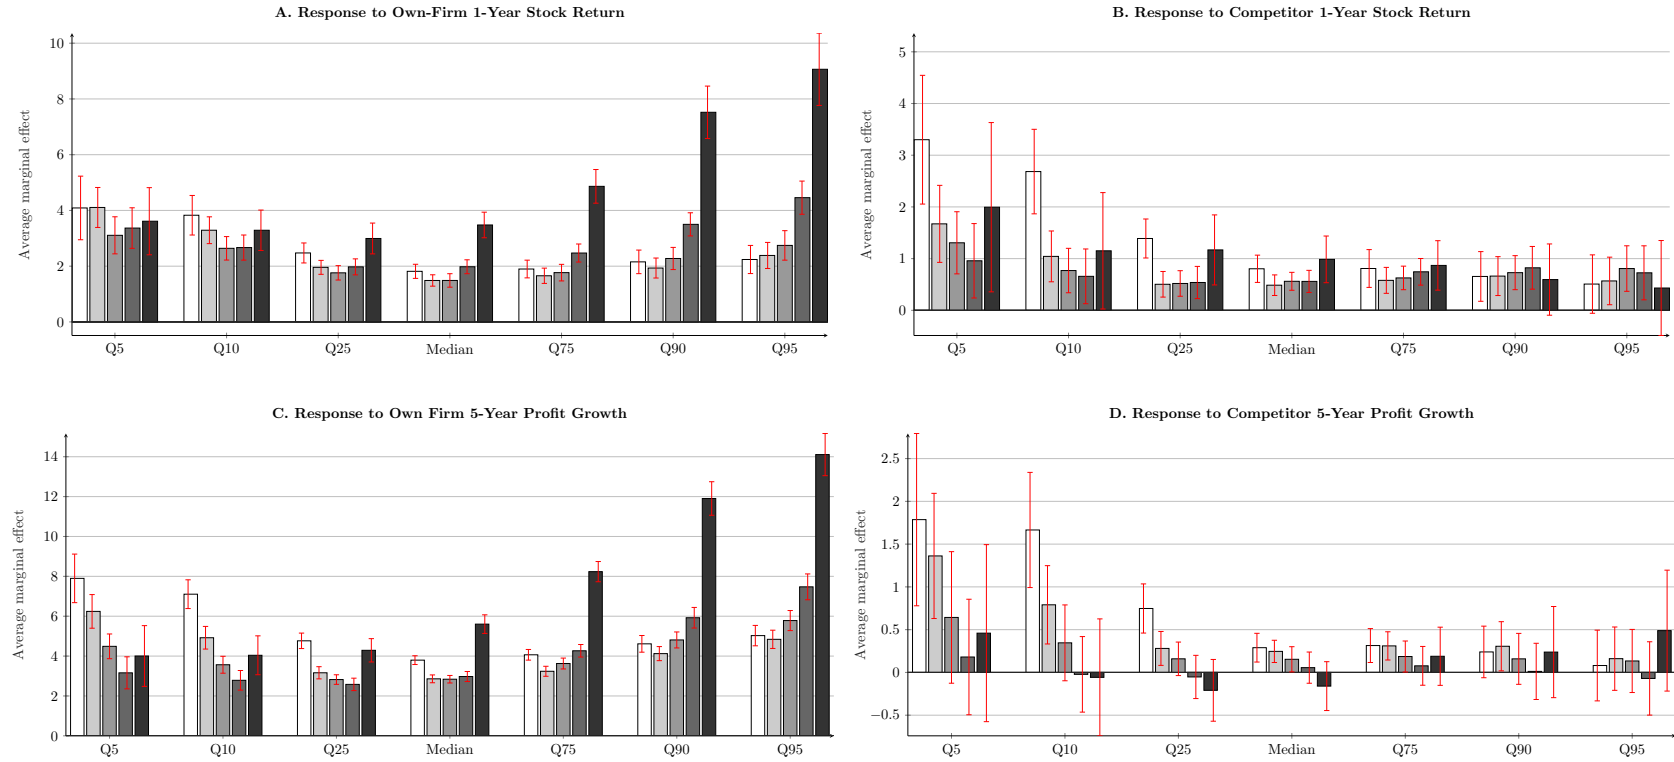 A. Response to Own-Firm 1-Year Stock Return
Average marginal effect
10
8
6
4
2
0
Q5 Q10 Q25 Median Q75 Q90 Q95
B. Response to Competitor 1-Year Stock Return
Average marginal effect
5
4
3
2
1
0
Q5 Q10 Q25 Median Q75 Q90 Q95
C. Response to Own Firm 5-Year Profit Growth
Average marginal effect
14
12
10
8
6
4
2
0
Q5 Q10 Q25 Median Q75 Q90 Q95
D. Response to Competitor 5-Year Profit Growth
Average marginal effect
2.5
2
1.5
1
0.5
0
−0.5
Q5 Q10 Q25 Median Q75 Q90 Q95